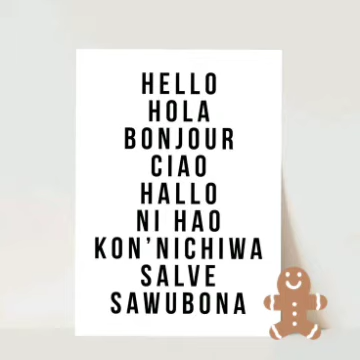 HELLO
HOLA
BONJOUR
CIAO
HALLO
NI HAO
KON'NICHIWA
SALVE
SAWUBONA